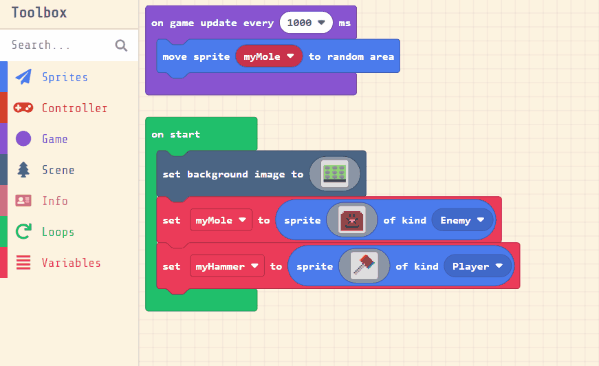 Toolbox
Search...
Sprites
Controller
Game
Scene
Info
Loops
Variables
on game update every 1000 ms
move sprite myMole to random area
on start
set background image to
set myMole to sprite of kind Enemy
set myHammer to sprite of kind Player